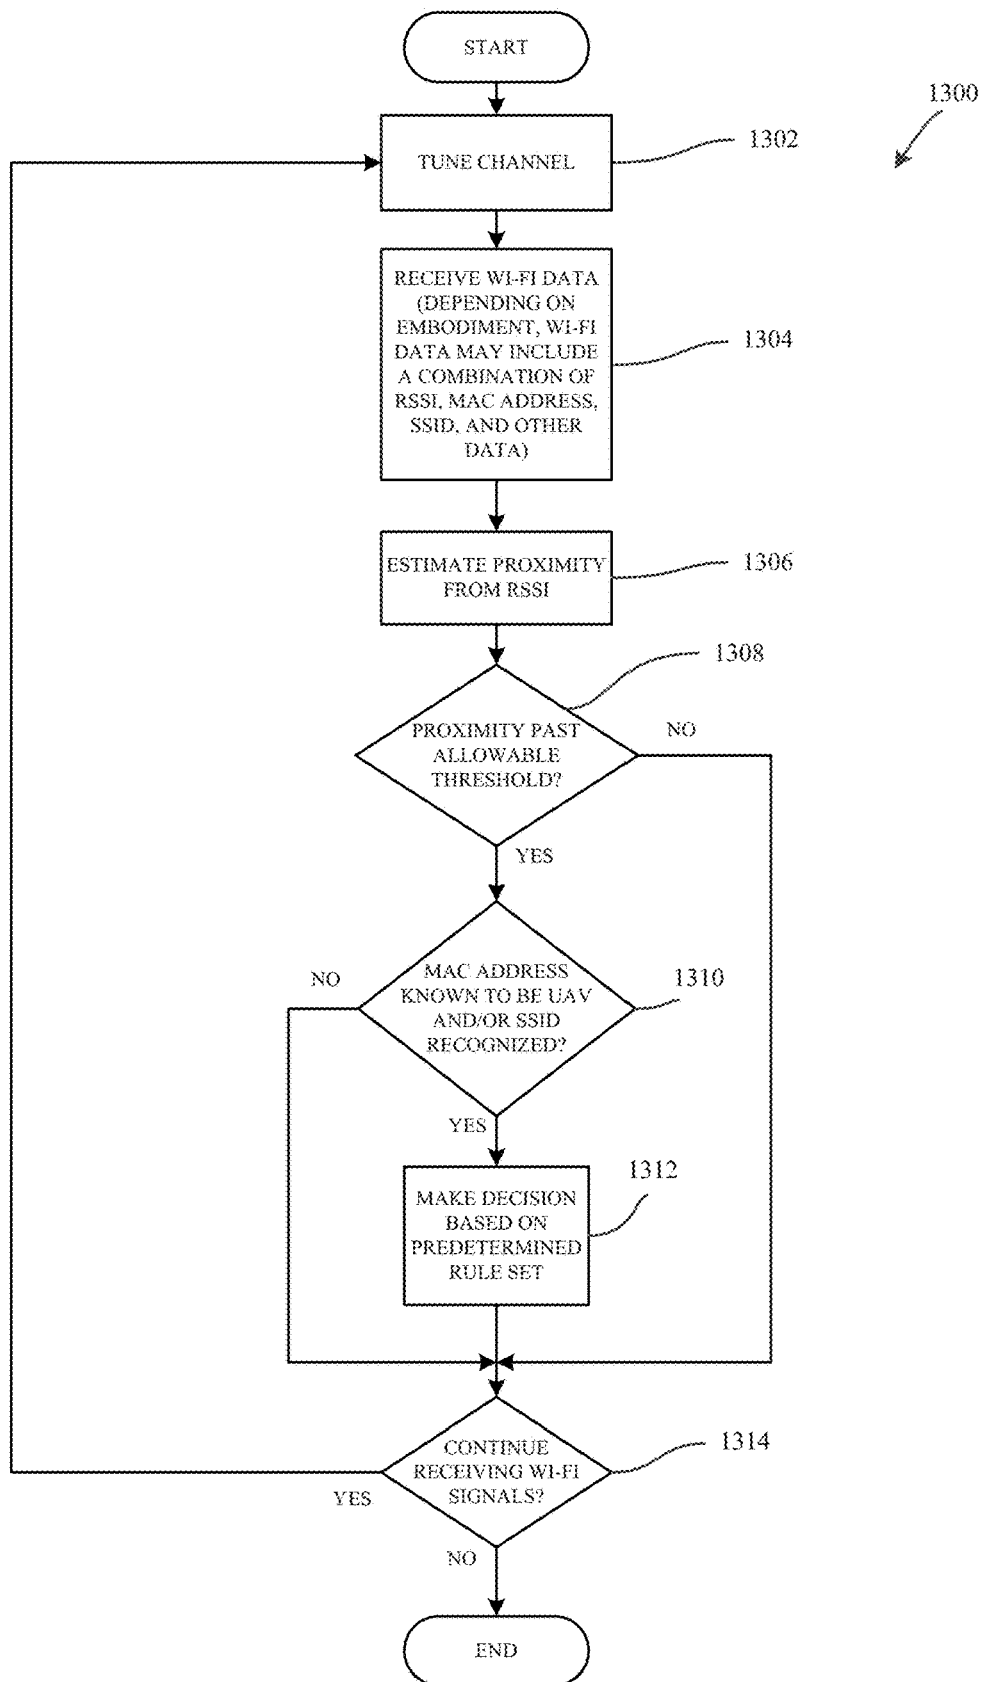 START
1300
TUNE CHANNEL
1302
RECEIVE WI-FI DATA
(DEPENDING ON
EMBODIMENT, WI-FI
DATA MAY INCLUDE
A COMBINATION OF
RSSI, MAC ADDRESS,
SSID, AND OTHER
DATA)
1304
ESTIMATE PROXIMITY
FROM RSSI
1306
1308
PROXIMITY PAST
ALLOWABLE
THRESHOLD?
NO
YES
NO
MAC ADDRESS
KNOWN TO BE UAV
AND/OR SSID
RECOGNIZED?
1310
YES
MAKE DECISION
BASED ON
PREDETERMINED
RULE SET
1312
CONTINUE
RECEIVING WI-FI
SIGNALS?
1314
YES
NO
END